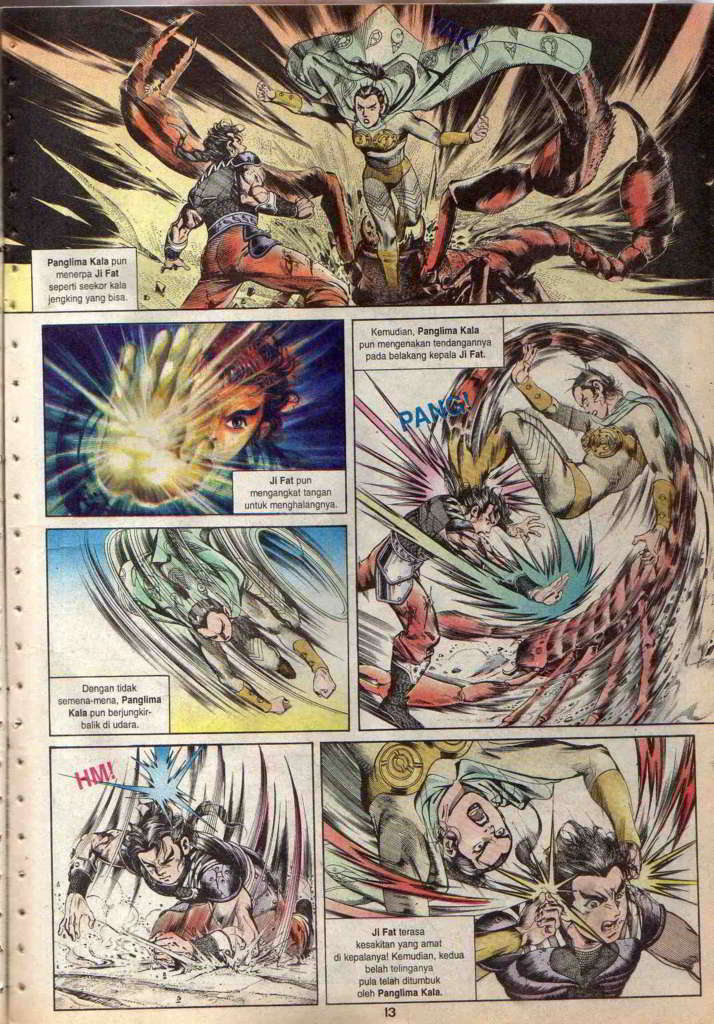 YAK!
Panglima Kala pun
menerpa Ji Fat
seperti seekor kala
jengking yang bisa.
Ji Fat pun
mengangkat tangan
untuk menghalangnya.
Kemudian, Panglima Kala
pun mengenakan tendangannya
pada belakang kepala Ji Fat.
PANG!
Dengan tidak
semena-mena, Panglima
Kala pun berjungkir-
balik di udara.
HM!
Ji Fat terasa
kesakitan yang amat
di kepalanya! Kemudian, kedua
belah telinganya
pula telah ditumbuk
oleh Panglima Kala.
13